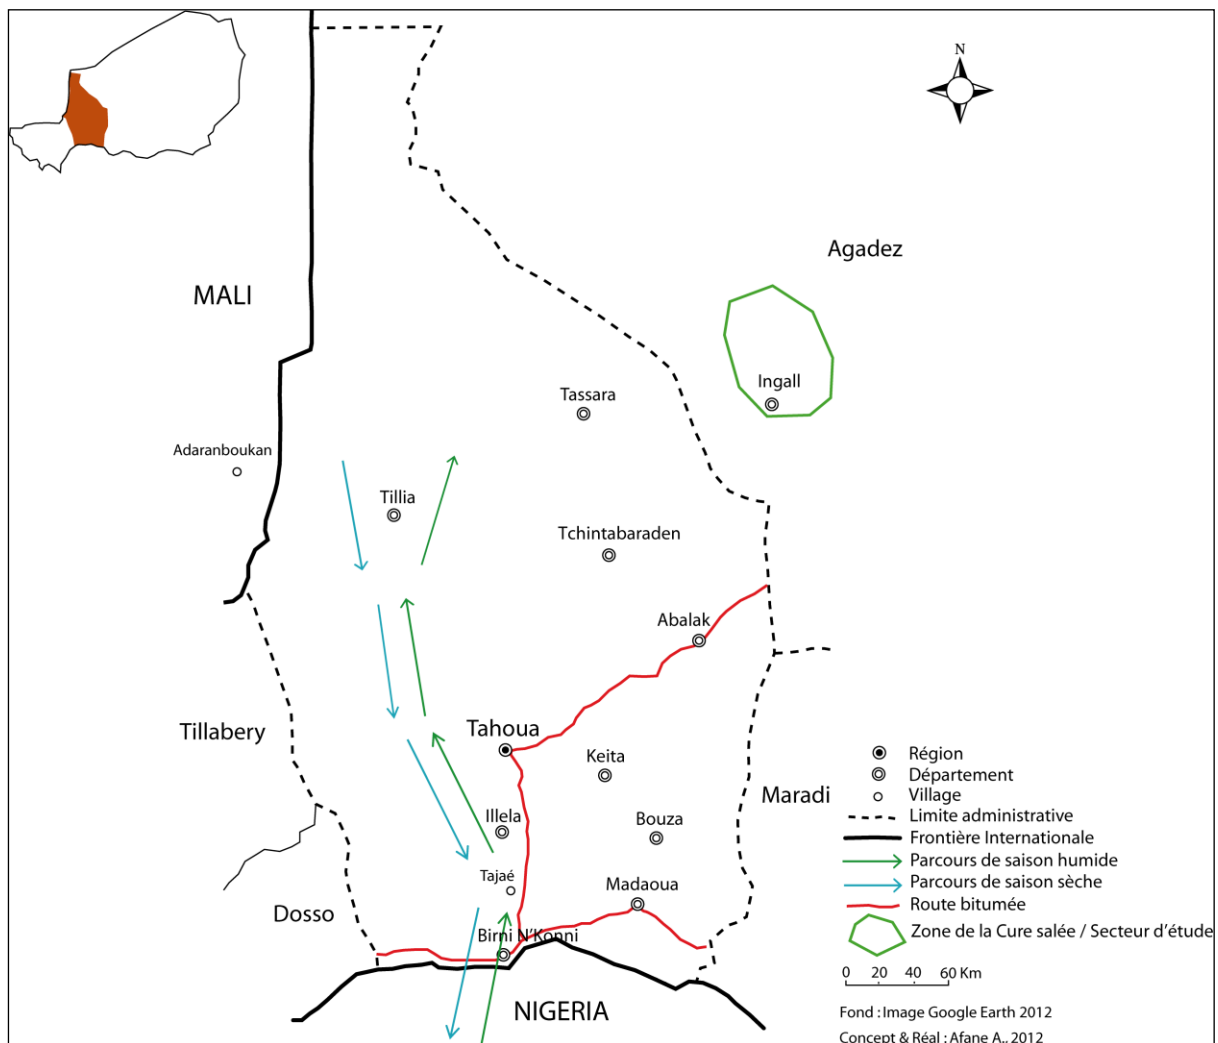 N
Agadez
MALI
Ingall
Tassara
Adaranboukan
Tillia
Tchintabaraden
Abalak
Tillabery
Tahoua
Keita
Maradi
Illela
Bouza
Tajaé
Madaoua
Dosso
Birni N'Konni
NIGERIA
Région
Département
Village
Limite administrative
Frontière Internationale
Parcours de saison humide
Parcours de saison sèche
Route bitumée
Zone de la Cure salée / Secteur d'étude
0 20 40 60 Km
Fond : Image Google Earth 2012
Concept & Réal : Afane A., 2012